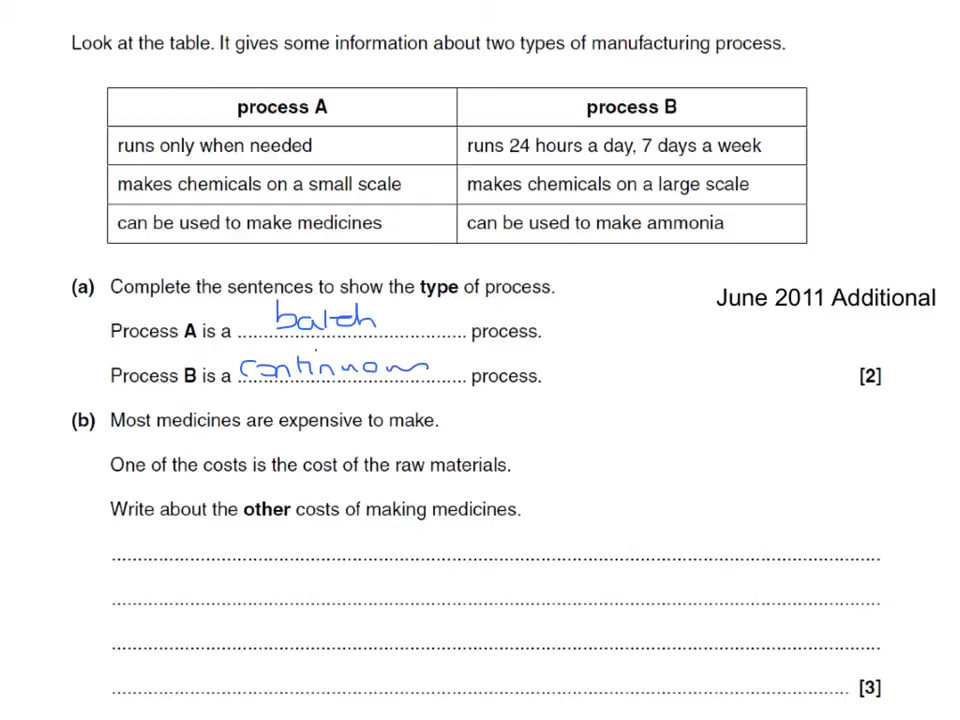 Look at the table. It gives some information about two types of manufacturing process.
process A process B
runs only when needed runs 24 hours a day, 7 days a week
makes chemicals on a small scale makes chemicals on a large scale
can be used to make medicines can be used to make ammonia
(a) Complete the sentences to show the type of process.
June 2011 Additional
Process A is a batch process.
Process B is a continuous process. [2]
(b) Most medicines are expensive to make.
One of the costs is the cost of the raw materials.
Write about the other costs of making medicines.
[3]